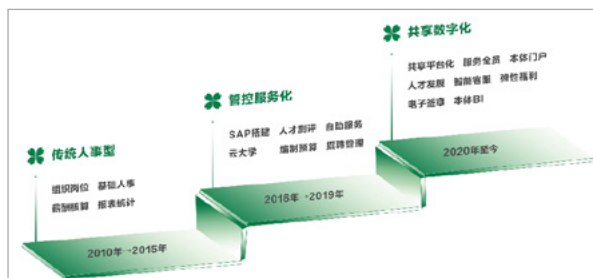 共享数字化
共享平台化 服务全员 本体门户
人才发展 智能客服 弹性福利
电子签章 本体BI
2020年至今
管控服务化
SAP搭建 人才测评 自助服务
云大学 编制预算 招聘管理
2016年→2019年
传统人事型
组织岗位 基础人事
薪酬核算 报表统计
2010年→2015年